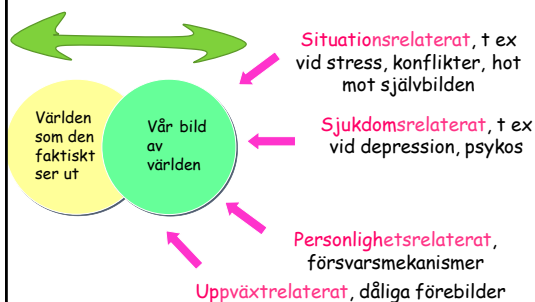 Situationsrelaterat, t ex
vid stress, konflikter, hot
mot självbilden
Världen
som den
faktiskt
ser ut
Vår bild
av
världen
Sjukdomsrelaterat, t ex
vid depression, psykos
Personlighetsrelaterat,
försvarsmekanismer
Uppväxtrelaterat, dåliga förebilder